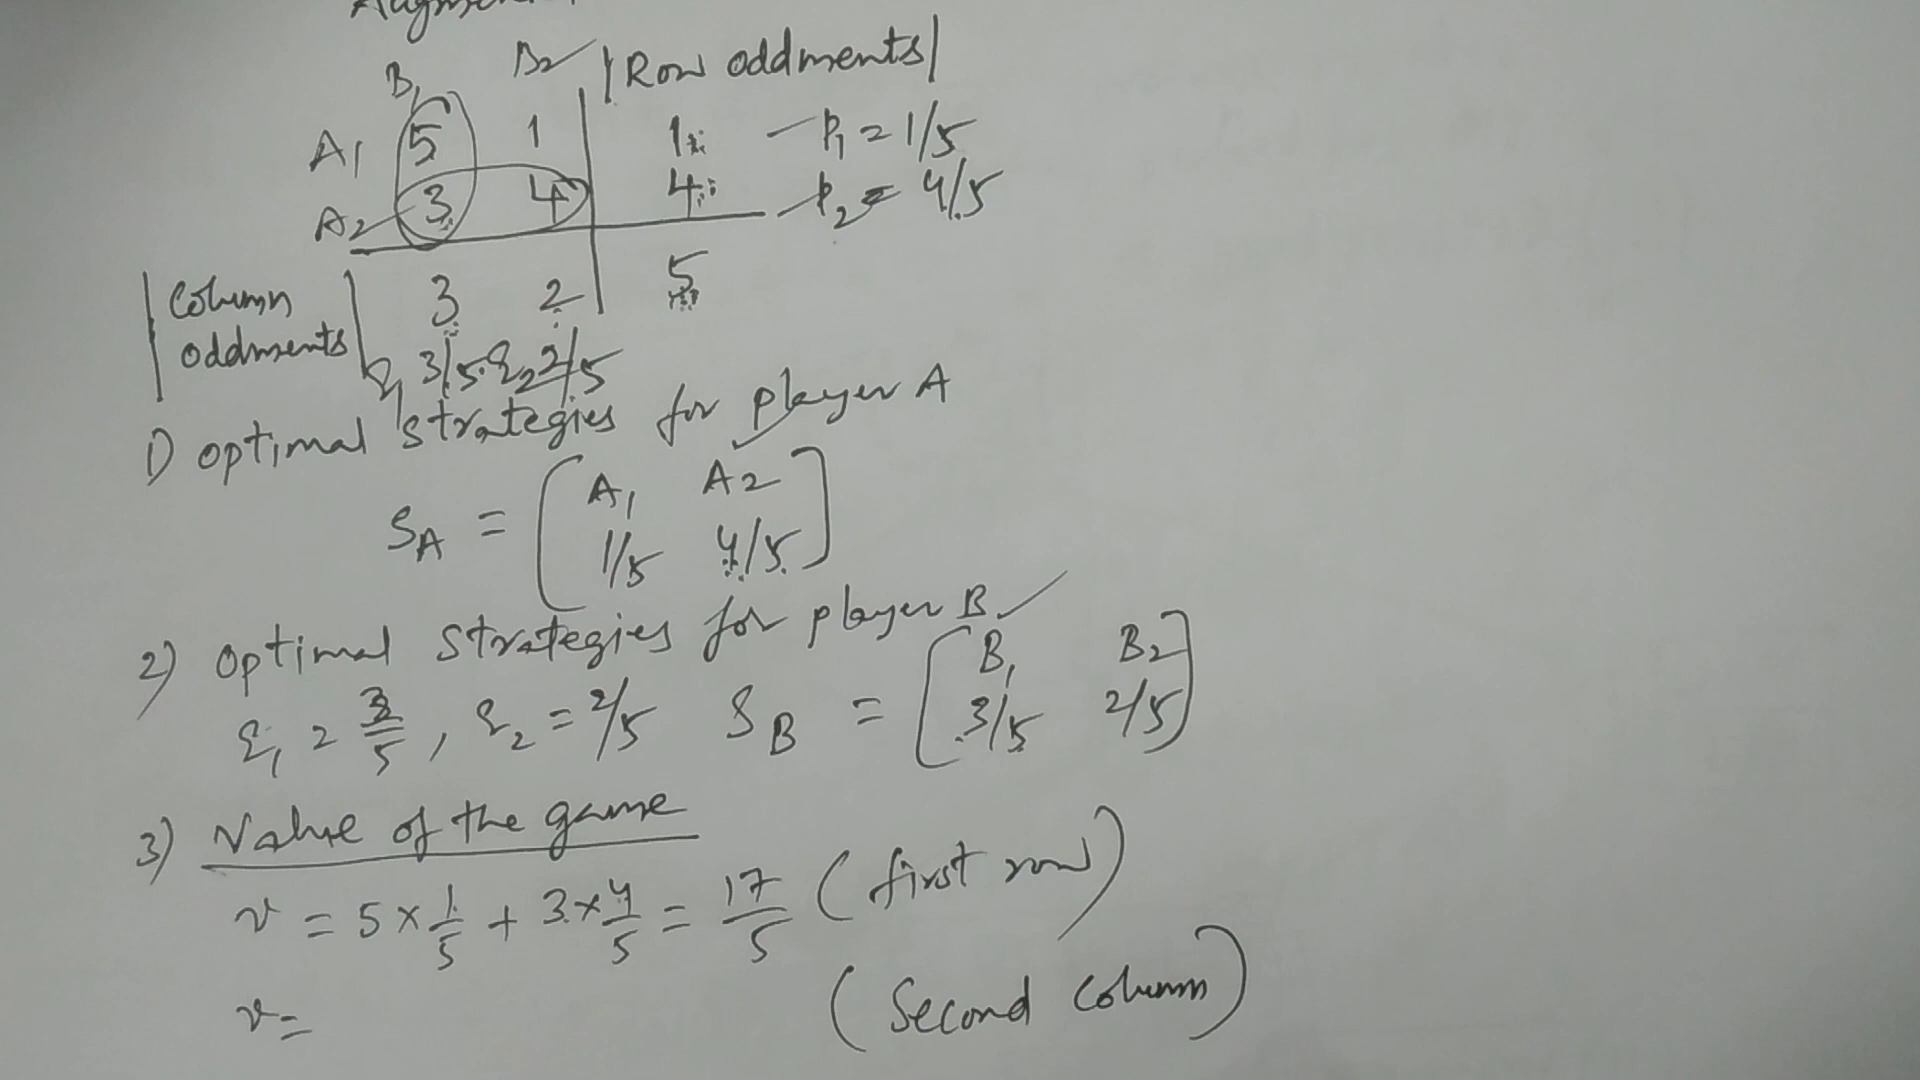 B1 B2 | Row oddments |
A1 5 1 1 - P1 = 1/5
A2 3 4 4 - P2 = 4/5
| Column oddments | 3 2 5
q1 3/5 q2 2/5
1) optimal strategies for player A
SA = [ A1 A2
1/5 4/5 ]
2) optimal strategies for player B
q1 = 3/5, q2 = 2/5 SB = [ B1 B2
3/5 2/5 ]
3) Value of the game
v = 5 × 1/5 + 3 × 4/5 = 17/5 (first row)
v = (Second column)